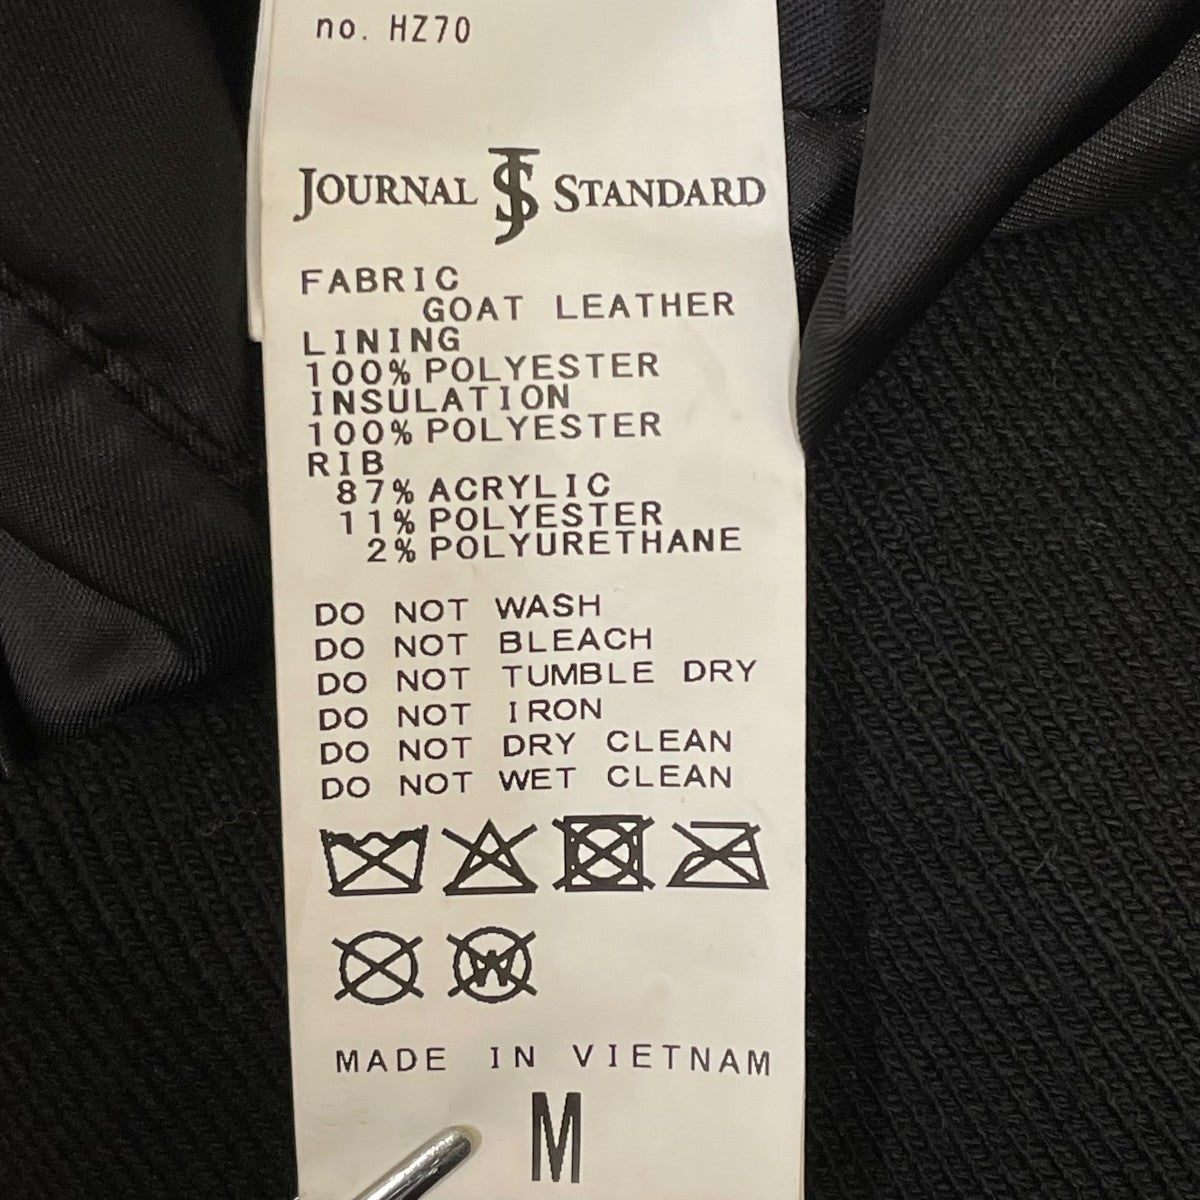 no. HZ70
JOURNAL JS STANDARD
FABRIC
GOAT LEATHER
LINING
100% POLYESTER
INSULATION
100% POLYESTER
RIB
87% ACRYLIC
11% POLYESTER
2% POLYURETHANE
DO NOT WASH
DO NOT BLEACH
DO NOT TUMBLE DRY
DO NOT IRON
DO NOT DRY CLEAN
DO NOT WET CLEAN
W
MADE IN VIETNAM
M